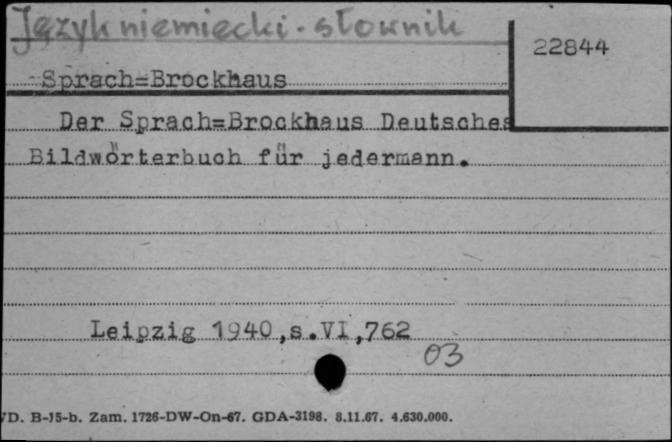 Język niemiecki - słownik
22844
Sprach=Brockhaus
Der Sprach=Brockhaus Deutsches
Bildwörterbuch für jedermann.
Leipzig 1940,s.VI,762
03
D. B-15-b. Zam. 1726-DW-On-67. GDA-3198. 8.11.67. 4.630.000.